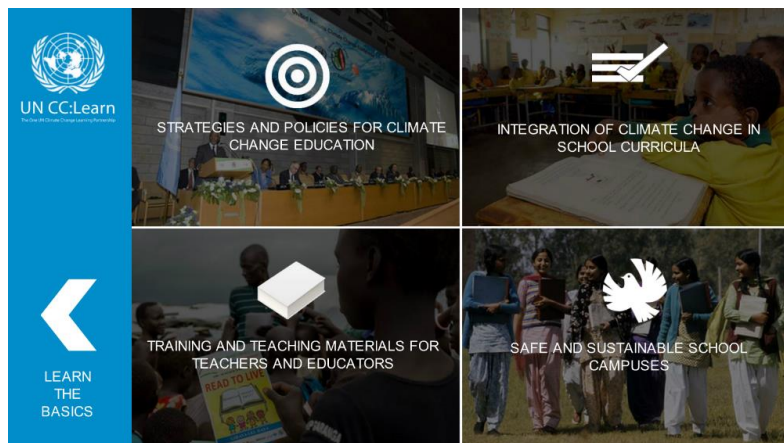 UN CC:Learn
The One UN Climate Change Learning Partnership
LEARN
THE
BASICS
STRATEGIES AND POLICIES FOR CLIMATE
CHANGE EDUCATION
INTEGRATION OF CLIMATE CHANGE IN
SCHOOL CURRICULA
TRAINING AND TEACHING MATERIALS FOR
TEACHERS AND EDUCATORS
READ TO LIVE
SAFE AND SUSTAINABLE SCHOOL
CAMPUSES